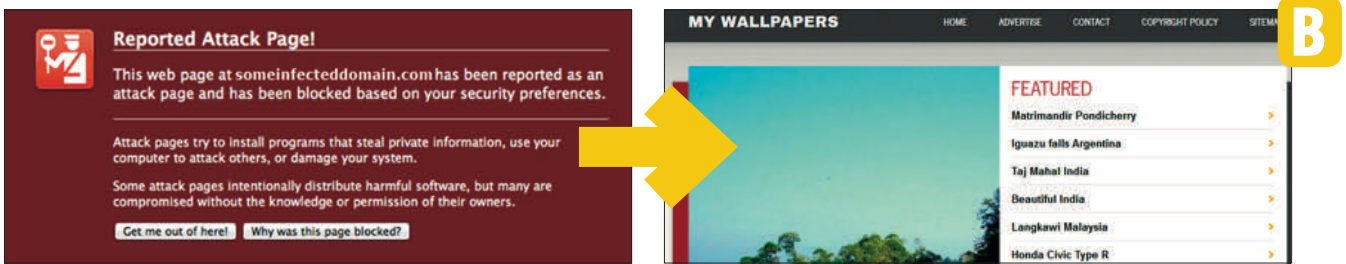 Reported Attack Page!
This web page at someinfecteddomain.com has been reported as an
attack page and has been blocked based on your security preferences.
Attack pages try to install programs that steal private information, use your
computer to attack others, or damage your system.
Some attack pages intentionally distribute harmful software, but many are
compromised without the knowledge or permission of their owners.
Get me out of here! Why was this page blocked?
MY WALLPAPERS HOME ADVERTISE CONTACT COPYRIGHT POLICY SITEMA
B
FEATURED
Matrimandir Pondicherry
Iguazu falls Argentina
Taj Mahal India
Beautiful India
Langkawi Malaysia
Honda Civic Type R